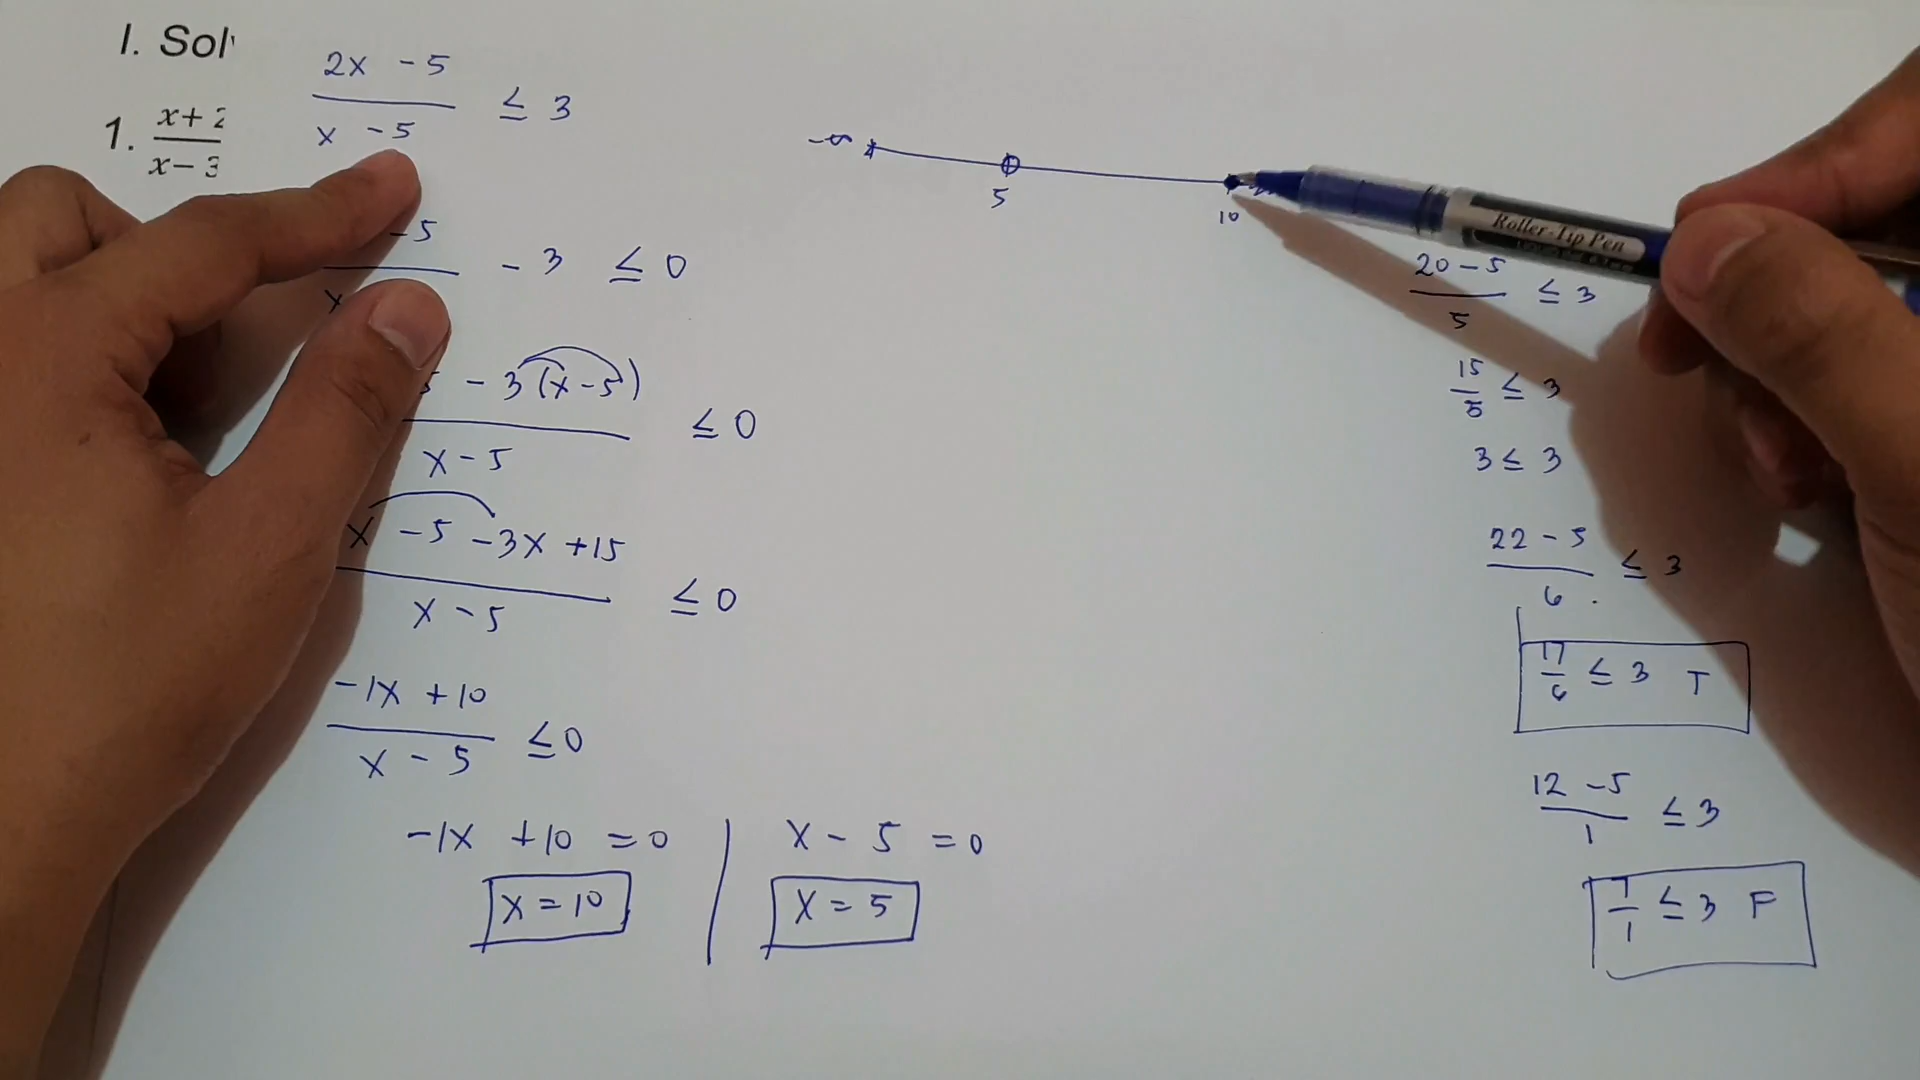 I. Sol
1. x+2
x-3
2x - 5
x - 5 ≤ 3
-5
x - 3 ≤ 0
5 - 3(x-5)
x-5 ≤ 0
x - 5 - 3x + 15
x-5 ≤ 0
-1x + 10
x - 5 ≤ 0
-1x + 10 = 0
x = 10
x - 5 = 0
x = 5
-∞
5
10
Roller-Tip Pen
20-5
5 ≤ 3
15
5 ≤ 3
3 ≤ 3
22-5
6 ≤ 3
17
6 ≤ 3 T
12-5
1 ≤ 3
7
1 ≤ 3 F